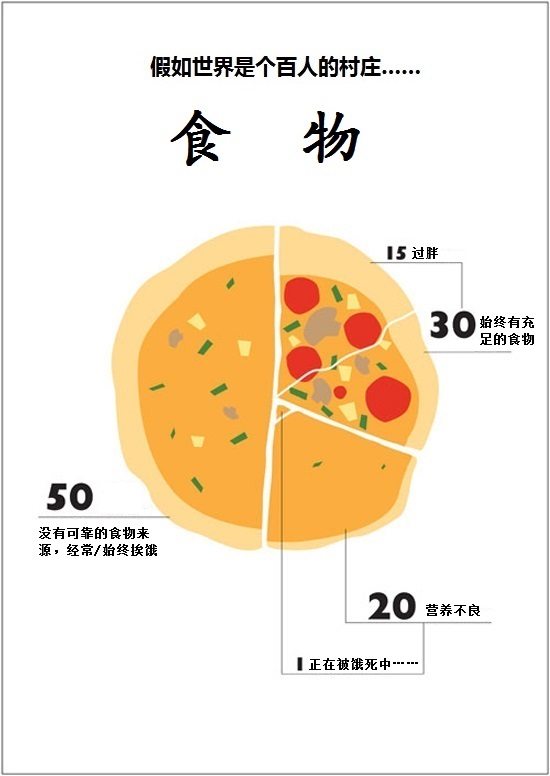 假如世界是个百人的村庄……
食 物
15 过胖
30 始终有充
足的食物
50
没有可靠的食物来
源，经常/始终挨饿
20 营养不良
1 正在被饿死中……